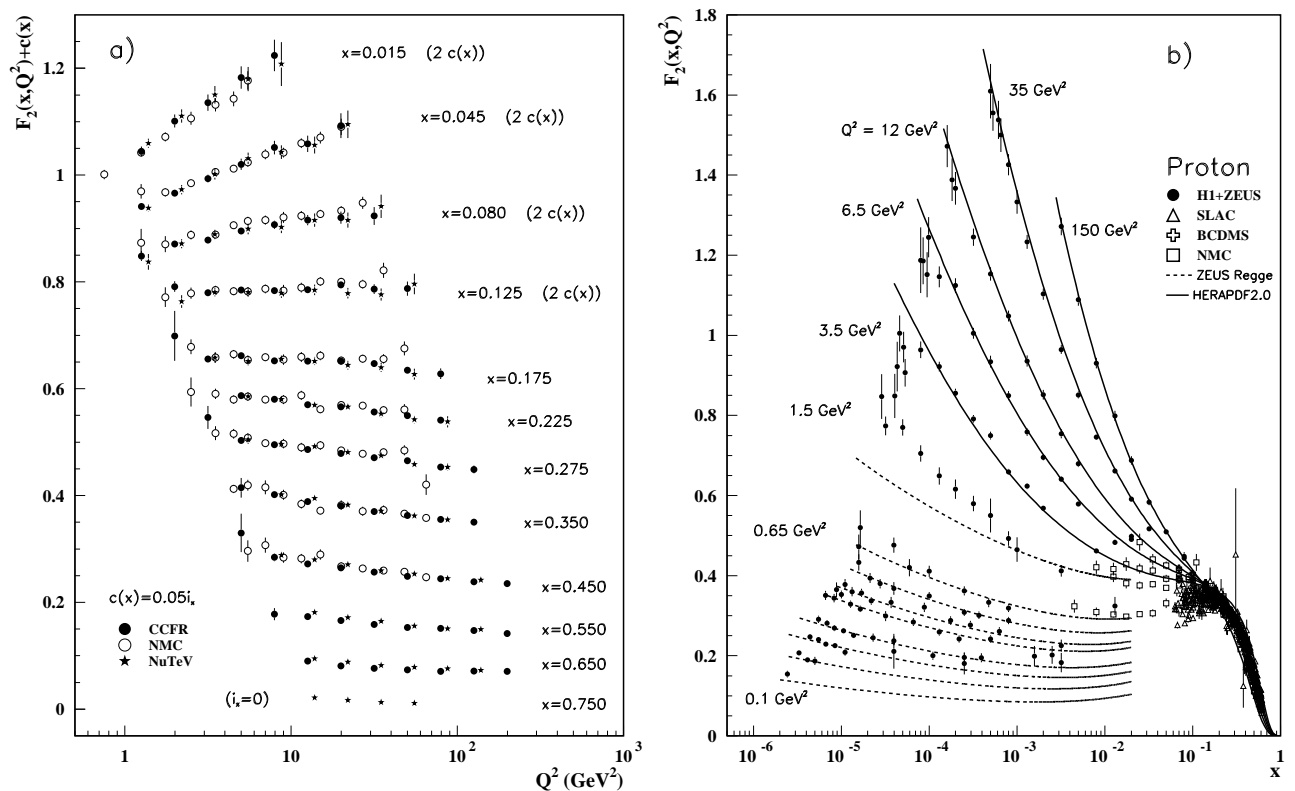 a)
F₂(x,Q²)+c(x)
1.2
1
0.8
0.6
0.4
0.2
0
x=0.015 (2 c(x))
x=0.045 (2 c(x))
x=0.080 (2 c(x))
x=0.125 (2 c(x))
x=0.175
x=0.225
x=0.275
x=0.350
x=0.450
x=0.550
x=0.650
x=0.750
c(x)=0.05iₓ
CCFR
NMC
NuTeV
(iₓ=0)
1
10
10²
10³
Q² (GeV²)
b)
F₂(x,Q²)
1.8
1.6
1.4
1.2
1
0.8
0.6
0.4
0.2
0
35 GeV²
Q² = 12 GeV²
6.5 GeV²
150 GeV²
3.5 GeV²
1.5 GeV²
0.65 GeV²
0.1 GeV²
Proton
H1+ZEUS
SLAC
BCDMS
NMC
ZEUS Regge
HERAPDF2.0
10⁻⁶
10⁻⁵
10⁻⁴
10⁻³
10⁻²
10⁻¹
1
x